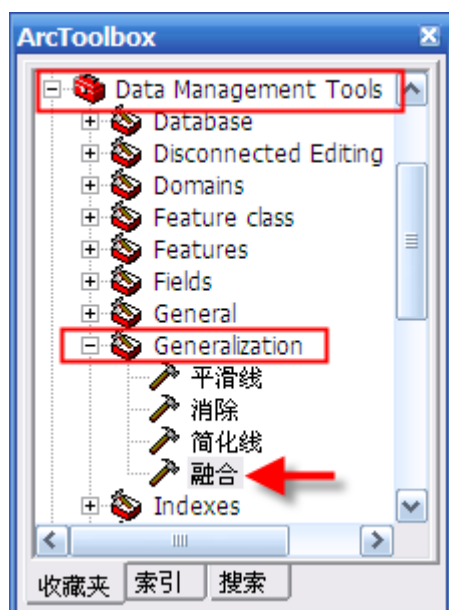 ArcToolbox
Data Management Tools
Database
Disconnected Editing
Domains
Feature class
Features
Fields
General
Generalization
平滑线
消除
简化线
融合
Indexes
收藏夹 索引 搜索